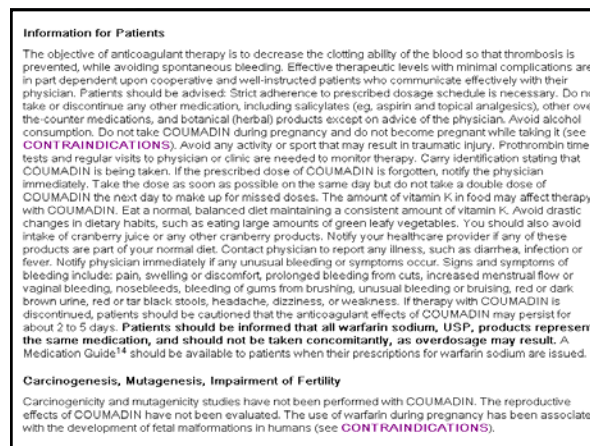 Information for Patients
The objective of anticoagulant therapy is to decrease the clotting ability of the blood so that thrombosis is
prevented, while avoiding spontaneous bleeding. Effective therapeutic levels with minimal complications are
in part dependent upon cooperative and well-instructed patients who communicate effectively with their
physician. Patients should be advised: Strict adherence to prescribed dosage schedule is necessary. Do no
take or discontinue any other medication, including salicylates (eg, aspirin and topical analgesics), other ove
the-counter medications, and botanical (herbal) products except on advice of the physician. Avoid alcohol
consumption. Do not take COUMADIN during pregnancy and do not become pregnant while taking it (see
CONTRAINDICATIONS). Avoid any activity or sport that may result in traumatic injury. Prothrombin time
tests and regular visits to physician or clinic are needed to monitor therapy. Carry identification stating that
COUMADIN is being taken. If the prescribed dose of COUMADIN is forgotten, notify the physician
immediately. Take the dose as soon as possible on the same day but do not take a double dose of
COUMADIN the next day to make up for missed doses. The amount of vitamin K in food may affect therapy
with COUMADIN. Eat a normal, balanced diet maintaining a consistent amount of vitamin K. Avoid drastic
changes in dietary habits, such as eating large amounts of green leafy vegetables. You should also avoid
intake of cranberry juice or any other cranberry products. Notify your healthcare provider if any of these
products are part of your normal diet. Contact physician to report any illness, such as diarrhea, infection or
fever. Notify physician immediately if any unusual bleeding or symptoms occur. Signs and symptoms of
bleeding include: pain, swelling or discomfort, prolonged bleeding from cuts, increased menstrual flow or
vaginal bleeding, nosebleeds, bleeding of gums from brushing, unusual bleeding or bruising, red or dark
brown urine, red or tar black stools, headache, dizziness, or weakness. If therapy with COUMADIN is
discontinued, patients should be cautioned that the anticoagulant effects of COUMADIN may persist for
about 2 to 5 days. Patients should be informed that all warfarin sodium, USP, products represent
the same medication, and should not be taken concomitantly, as overdosage may result. A
Medication Guide14 should be available to patients when their prescriptions for warfarin sodium are issued.
Carcinogenesis, Mutagenesis, Impairment of Fertility
Carcinogenicity and mutagenicity studies have not been performed with COUMADIN. The reproductive
effects of COUMADIN have not been evaluated. The use of warfarin during pregnancy has been associate
with the development of fetal malformations in humans (see CONTRAINDICATIONS).